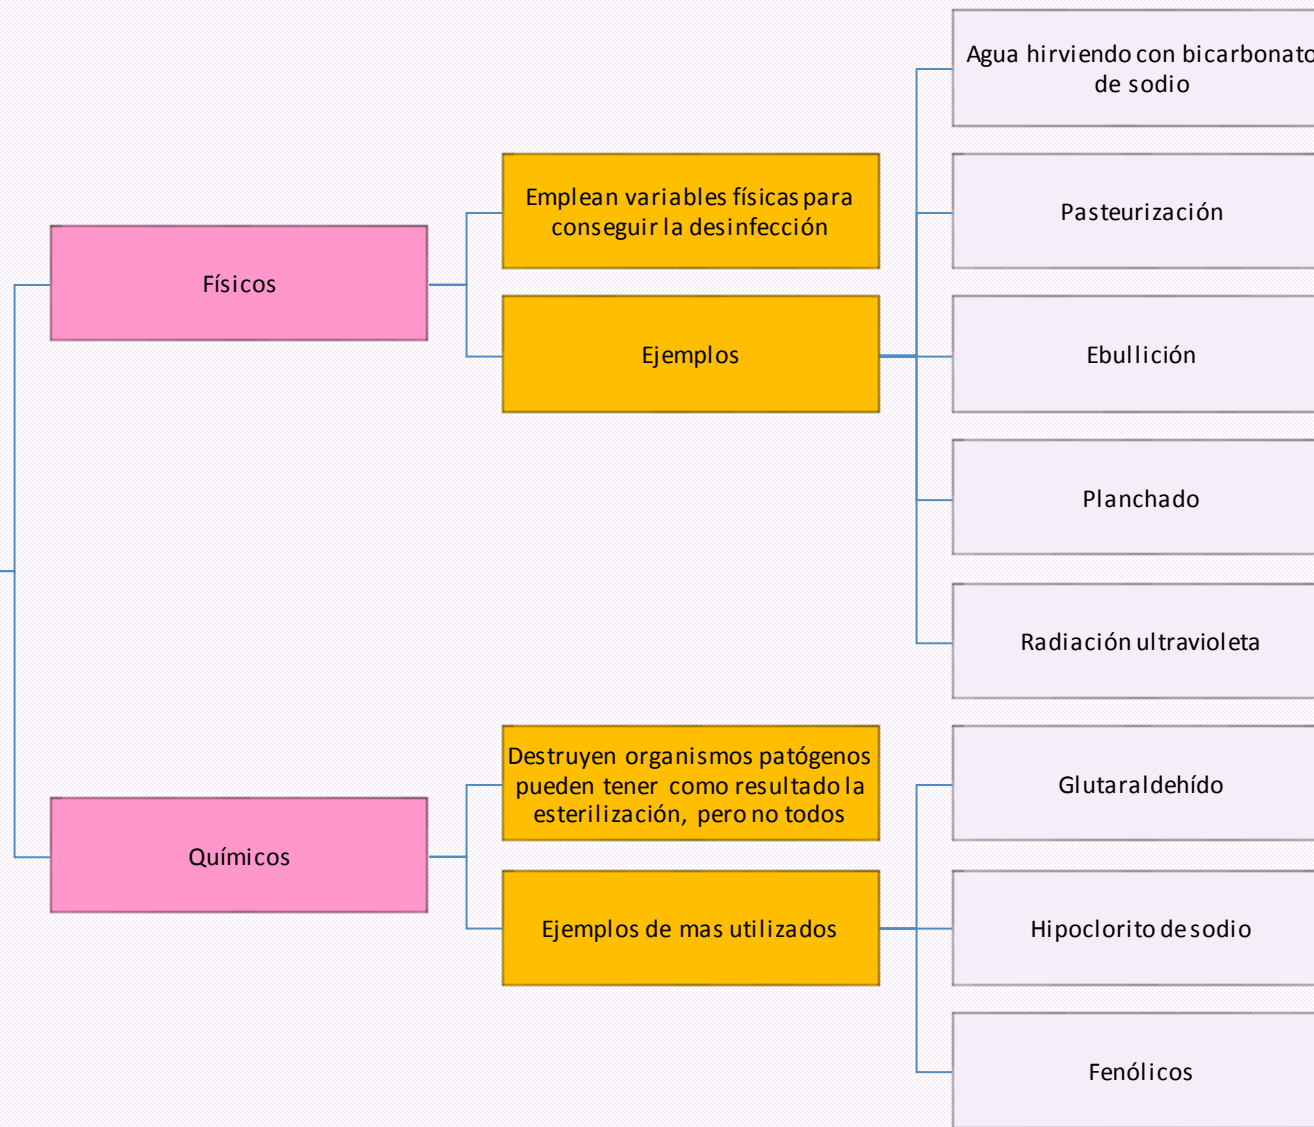 Físicos
Emplean variables físicas para
conseguir la desinfección
Ejemplos
Agua hirviendo con bicarbonato
de sodio
Pasteurización
Ebullición
Planchado
Radiación ultravioleta
Químicos
Destruyen organismos patógenos
pueden tener como resultado la
esterilización, pero no todos
Ejemplos de mas utilizados
Glutaraldehído
Hipoclorito de sodio
Fenólicos